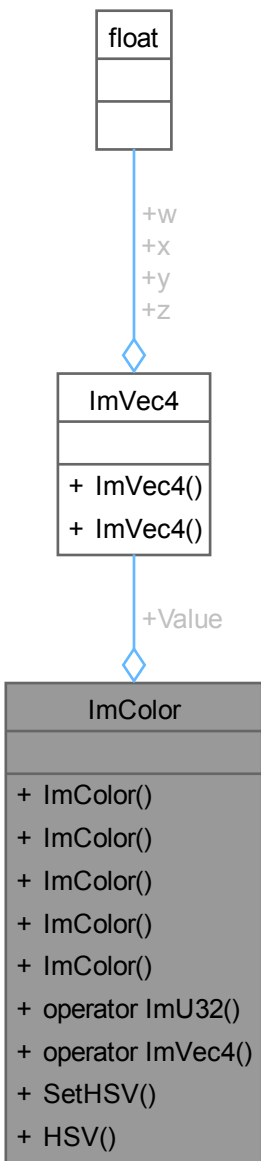 float
+w
+x
+y
+z
ImVec4
+ ImVec4()
+ ImVec4()
+Value
ImColor
+ ImColor()
+ ImColor()
+ ImColor()
+ ImColor()
+ ImColor()
+ operator ImU32()
+ operator ImVec4()
+ SetHSV()
+ HSV()